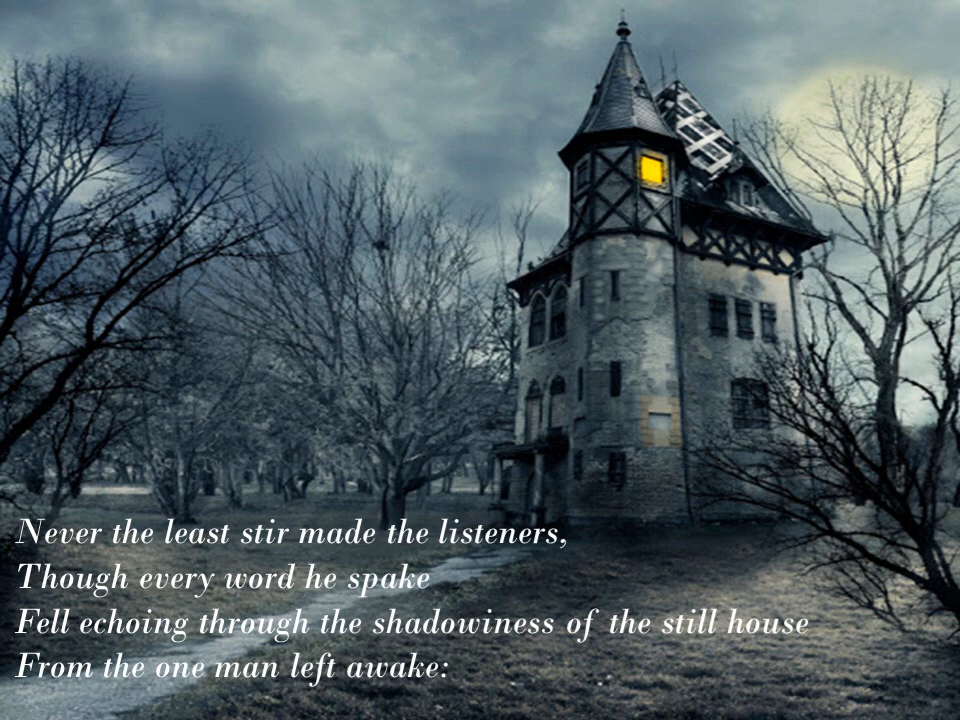 Never the least stir made the listeners,
Though every word he spake
Fell echoing through the shadowiness of the still house
From the one man left awake: